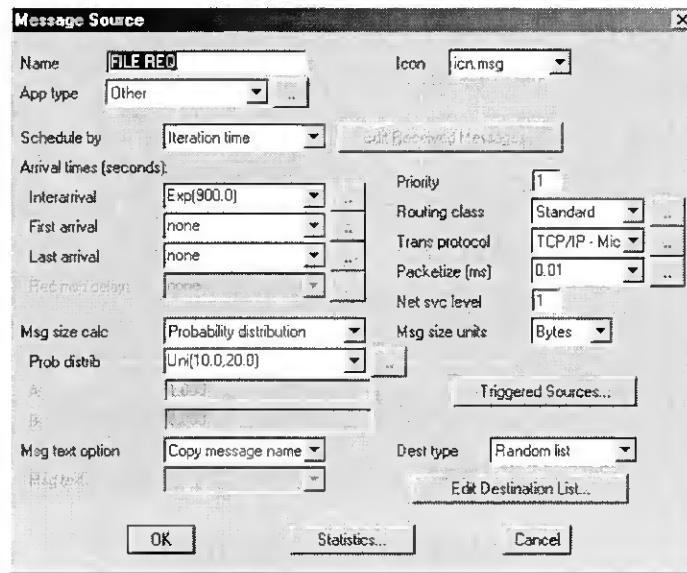 Message Source
Name FILE REQ Icon icn.msg
App type Other ..
Schedule by Iteration time Edit Received Messages...
Arrival times (seconds):
Interarrival Exp(900.0) .. Priority 1
First arrival none .. Routing class Standard ..
Last arrival none .. Trans protocol TCP/IP - Mic ..
Rec msg delay none Packetize (ms) 0.01 ..
Net svc level 1
Msg size calc Probability distribution Msg size units Bytes
Prob distrib Uni(10.0,20.0) ..
A: Triggered Sources...
B:
Msg text option Copy message name Dest type Random list
Msg text: Edit Destination List...
OK Statistics... Cancel